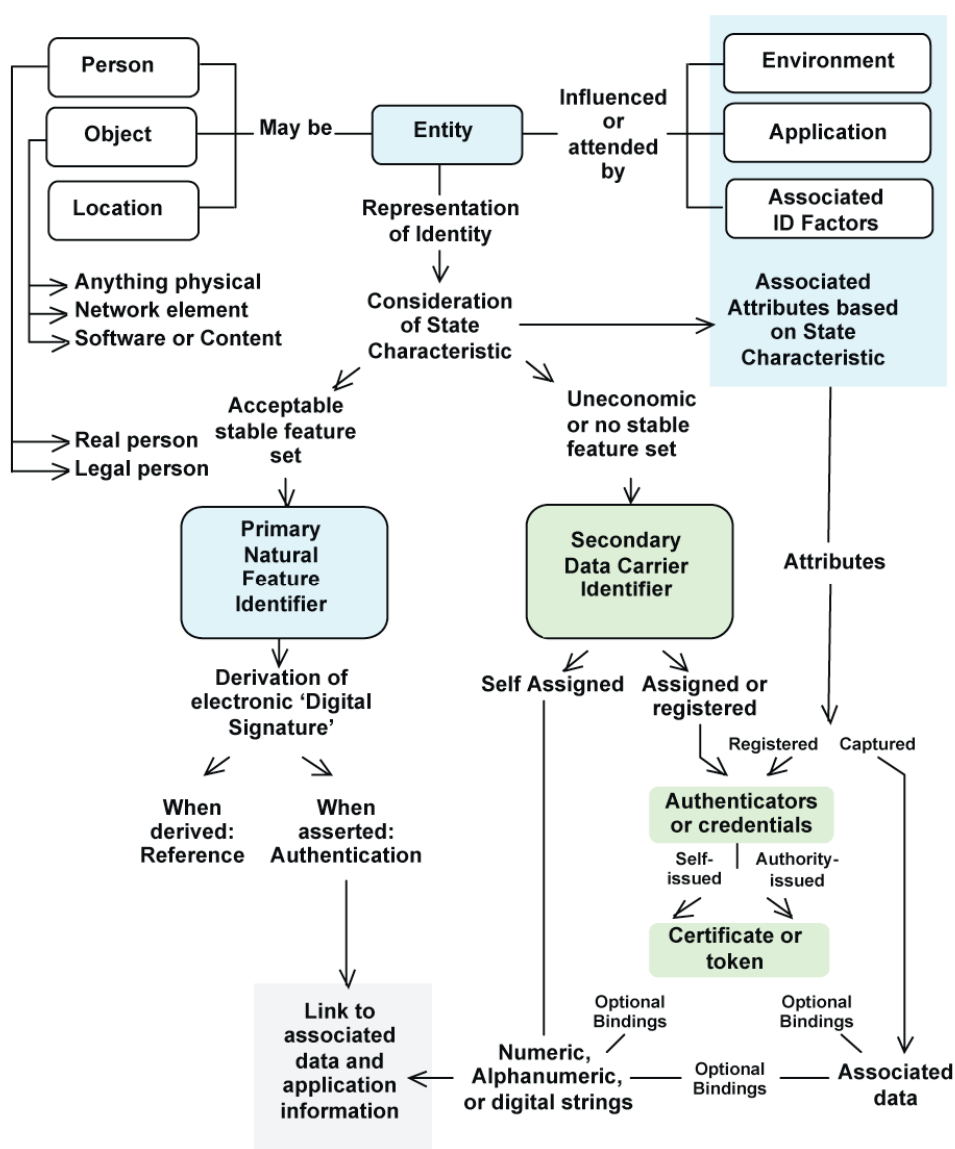 Person
Object
Location
May be
Entity
Influenced
or
attended
by
Environment
Application
Associated
ID Factors
Representation
of Identity
Anything physical
Network element
Software or Content
Consideration
of State
Characteristic
Associated
Attributes based
on State
Characteristic
Acceptable
stable feature
set
Uneconomic
or no stable
feature set
Real person
Legal person
Primary
Natural
Feature
Identifier
Secondary
Data Carrier
Identifier
Attributes
Derivation of
electronic ‘Digital
Signature’
Self Assigned
Assigned or
registered
Registered
Captured
When
derived:
Reference
When
asserted:
Authentication
Authenticators
or credentials
Self-
issued
Authority-
issued
Certificate or
token
Optional
Bindings
Optional
Bindings
Link to
associated
data and
application
information
Numeric,
Alphanumeric,
or digital strings
Optional
Bindings
Associated
data